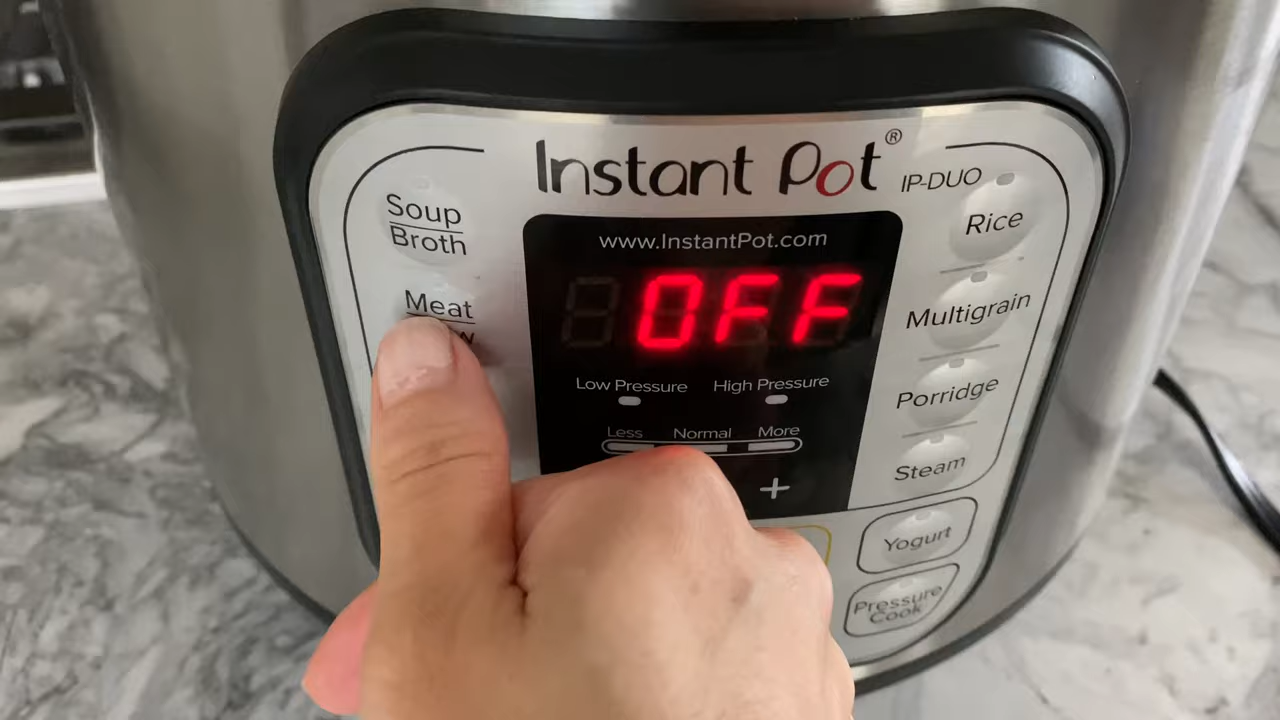 Instant Pot®
IP-DUO
Soup
Broth
Meat
www.InstantPot.com
OFF
Low Pressure High Pressure
Less Normal More
+
Rice
Multigrain
Porridge
Steam
Yogurt
Pressure
Cook